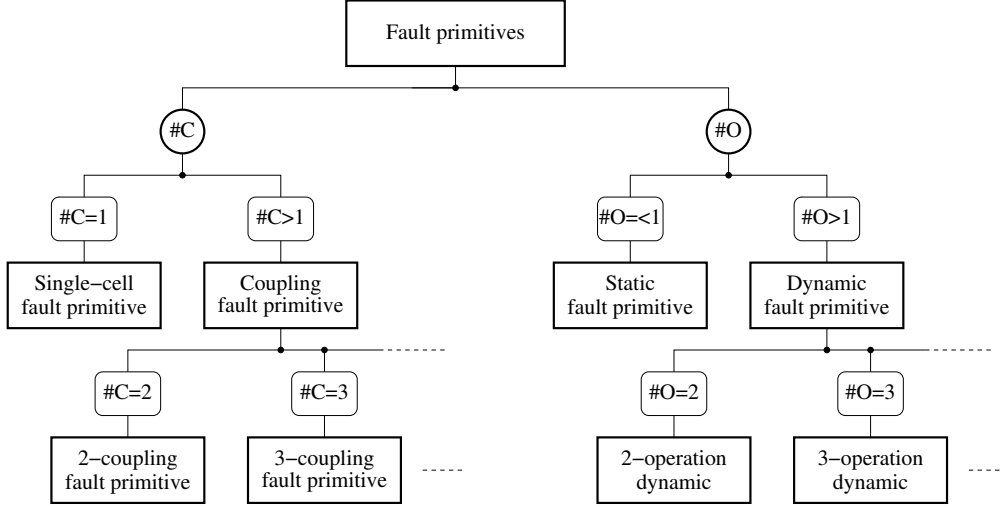 Fault primitives
#C
#O
#C=1
#C>1
#O=<1
#O>1
Single−cell
fault primitive
Coupling
fault primitive
Static
fault primitive
Dynamic
fault primitive
#C=2
#C=3
#O=2
#O=3
2−coupling
fault primitive
3−coupling
fault primitive
2−operation
dynamic
3−operation
dynamic